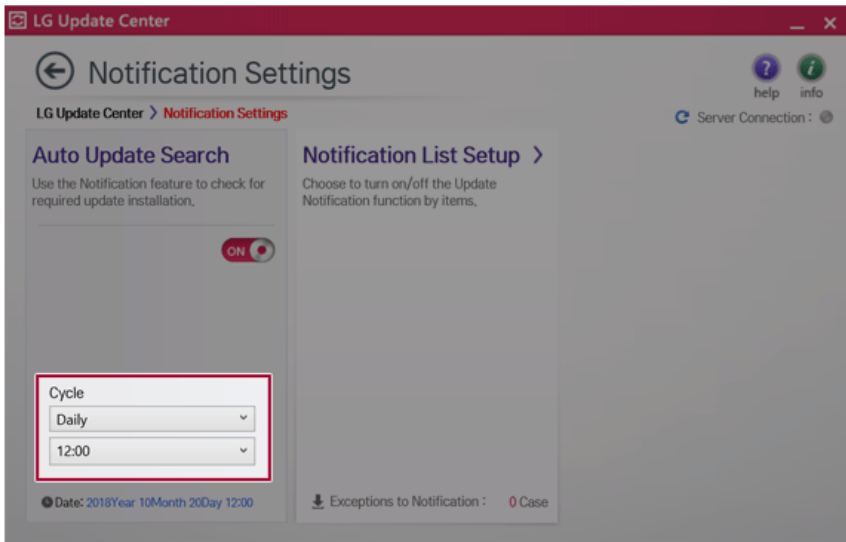 LG Update Center
Notification Settings
help
info
LG Update Center > Notification Settings
Server Connection :
Auto Update Search
Use the Notification feature to check for
required update installation.
ON
Cycle
Daily
12:00
Date: 2018Year 10Month 20Day 12:00
Notification List Setup >
Choose to turn on/off the Update
Notification function by items.
Exceptions to Notification : 0 Case